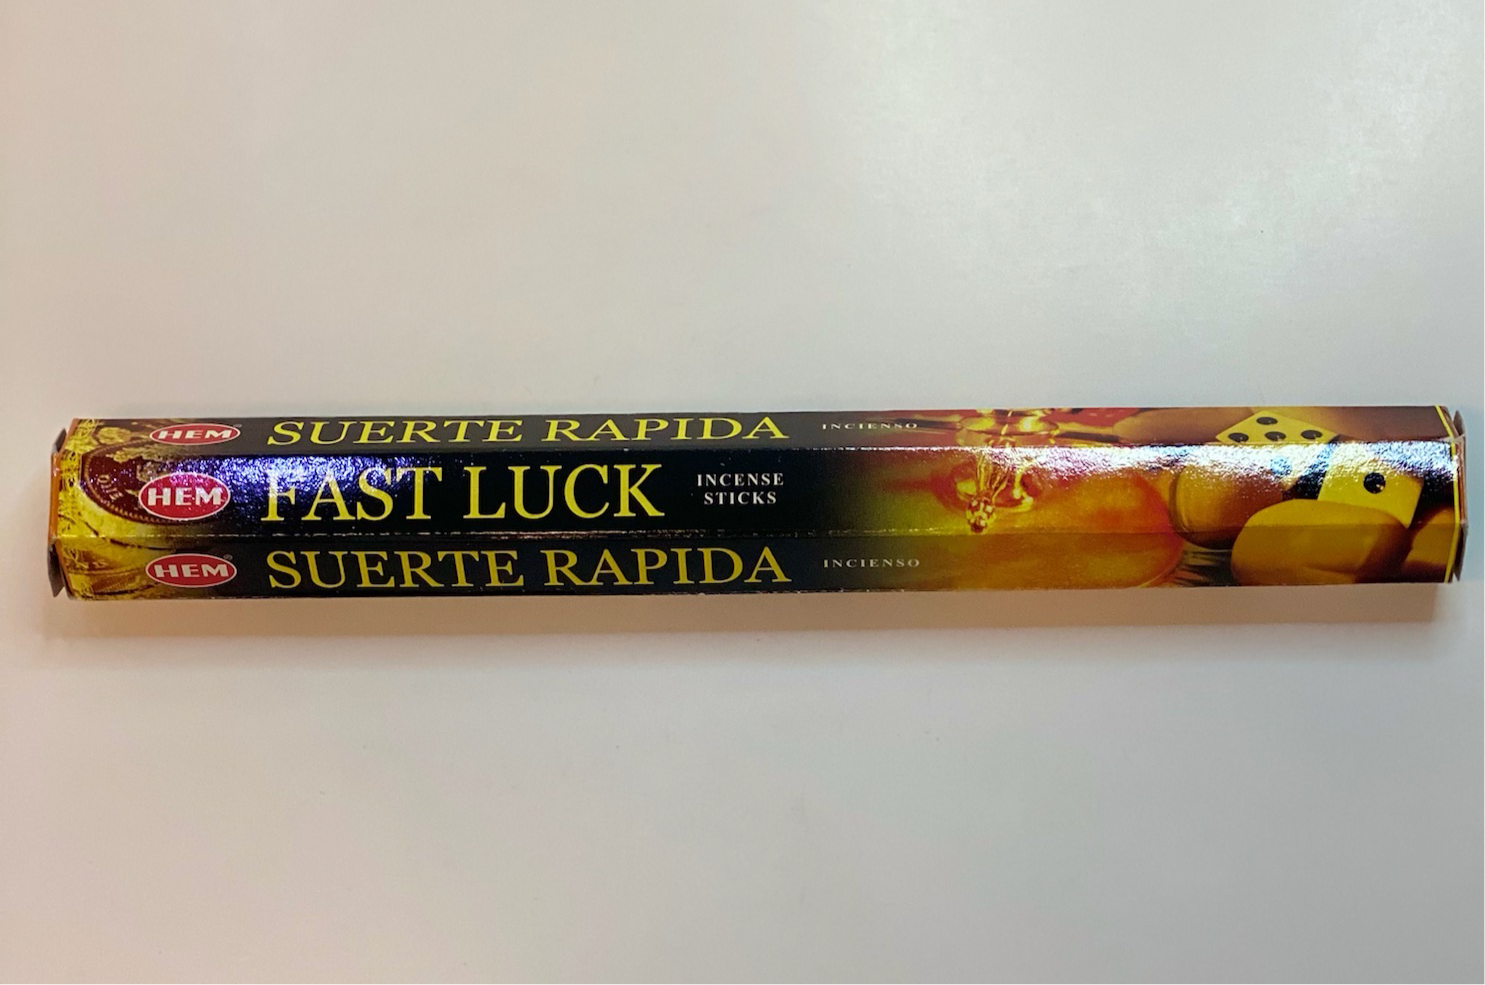 HEM SUERTE RAPIDA INCIENSO
HEM FAST LUCK INCENSE
STICKS
HEM SUERTE RAPIDA INCIENSO